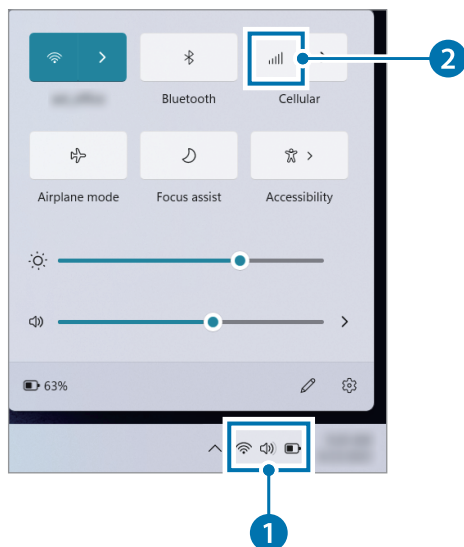 2
Bluetooth
Cellular
Airplane mode
Focus assist
Accessibility
63%
1